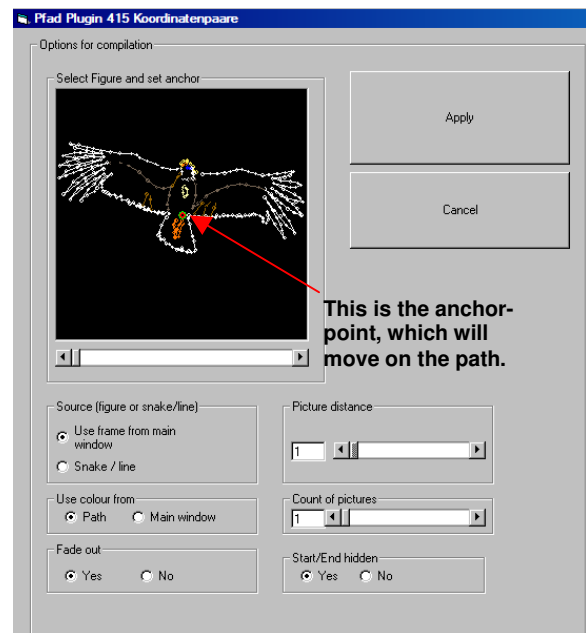 Pfad Plugin 415 Koordinatenpaare
Options for compilation
Select Figure and set anchor
Apply
Cancel
This is the anchor-
point, which will
move on the path.
Source (figure or snake/line)
Use frame from main
window
Snake / line
Picture distance
1
Use colour from
Path Main window
Count of pictures
1
Fade out
Yes No
Start/End hidden
Yes No